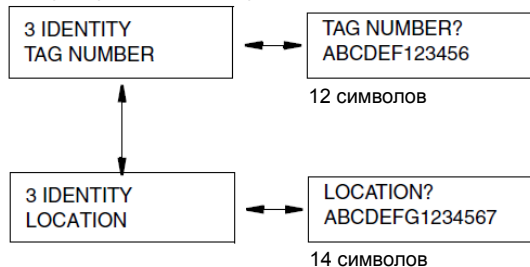 3 IDENTITY
TAG NUMBER
TAG NUMBER?
ABCDEF123456
12 символов
3 IDENTITY
LOCATION
LOCATION?
ABCDEFG1234567
14 символов